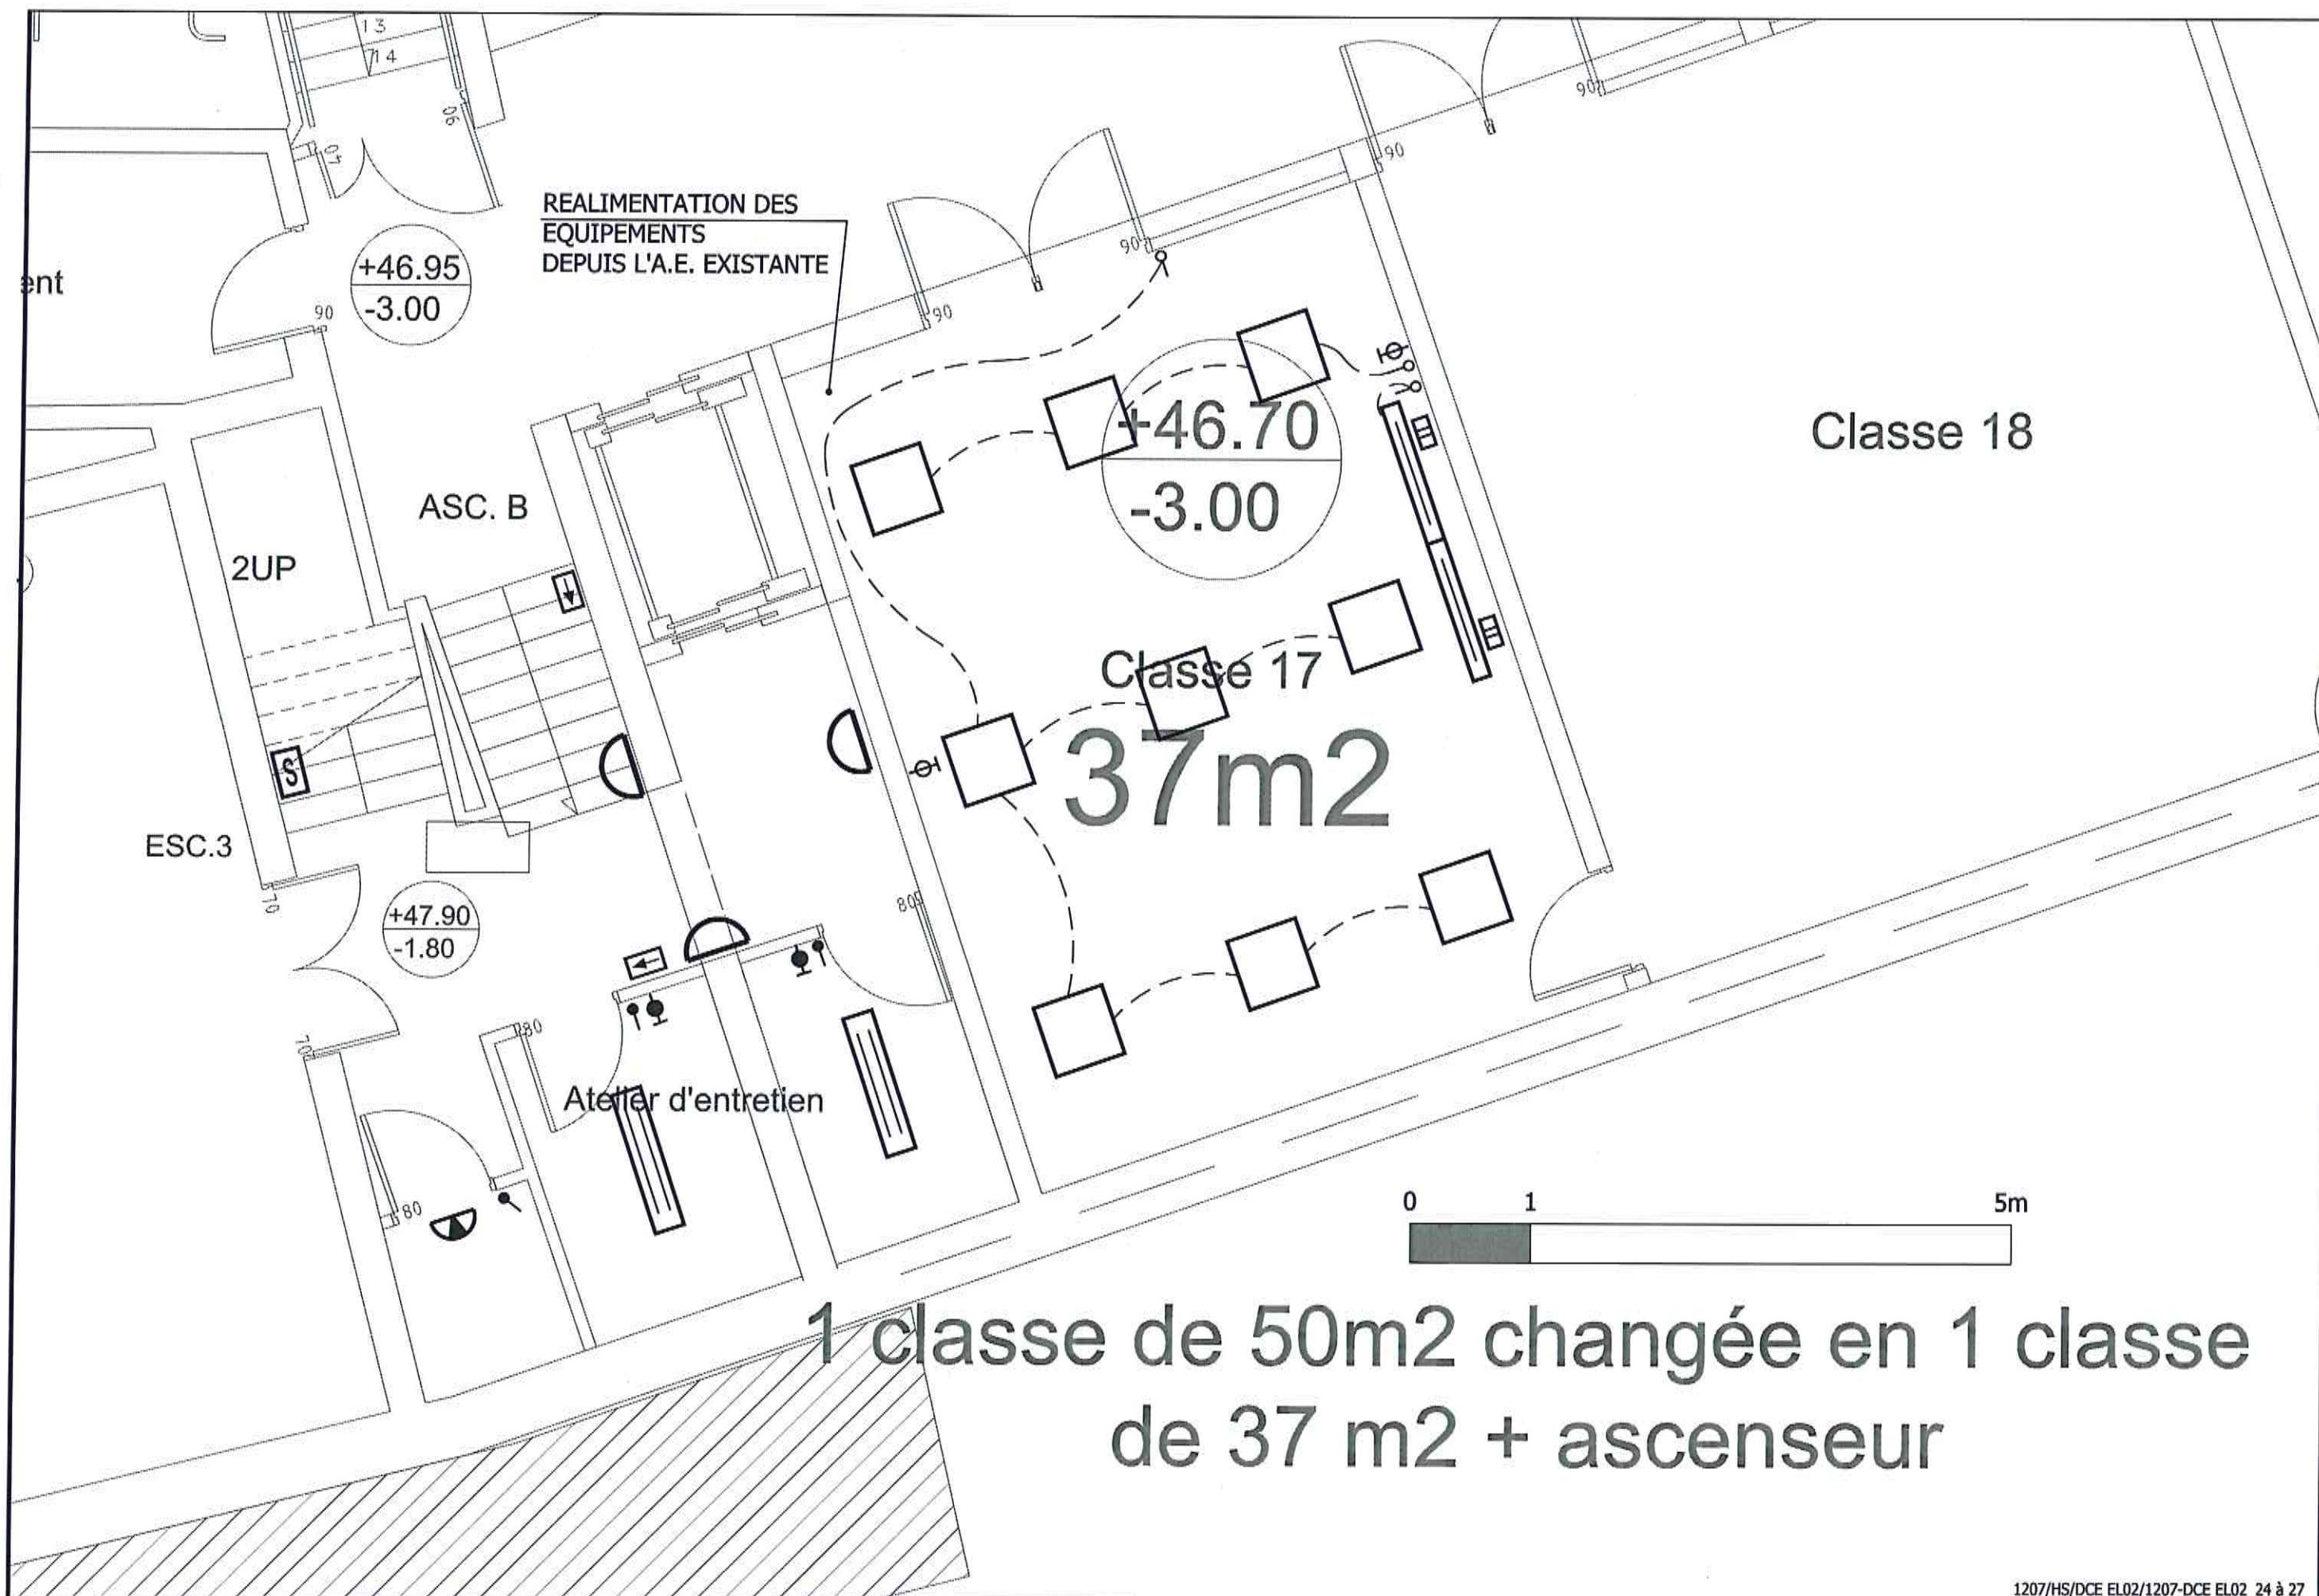 13
14
90
40
90
90
REALIMENTATION DES
EQUIPEMENTS
DEPUIS L'A.E. EXISTANTE
+46.95
-3.00
ent
90
90
90
+46.70
-3.00
Classe 18
ASC. B
2UP
Classe 17
37m2
S
ESC.3
70
+47.90
-1.80
80
70
80
Atelier d'entretien
80
0 1 5m
1 classe de 50m2 changée en 1 classe
de 37 m2 + ascenseur
1207/HS/DCE EL02/1207-DCE EL02 24 à 27